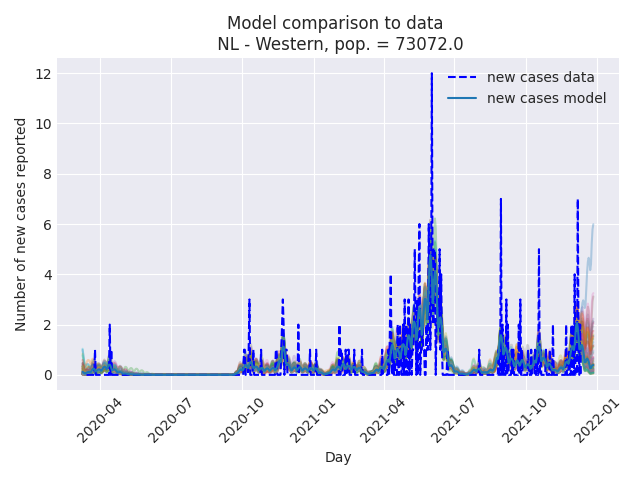 Model comparison to data
NL - Western, pop. = 73072.0
new cases data
new cases model
Number of new cases reported
12
10
8
6
4
2
0
2020-04
2020-07
2020-10
2021-01
2021-04
2021-07
2021-10
2022-01
Day